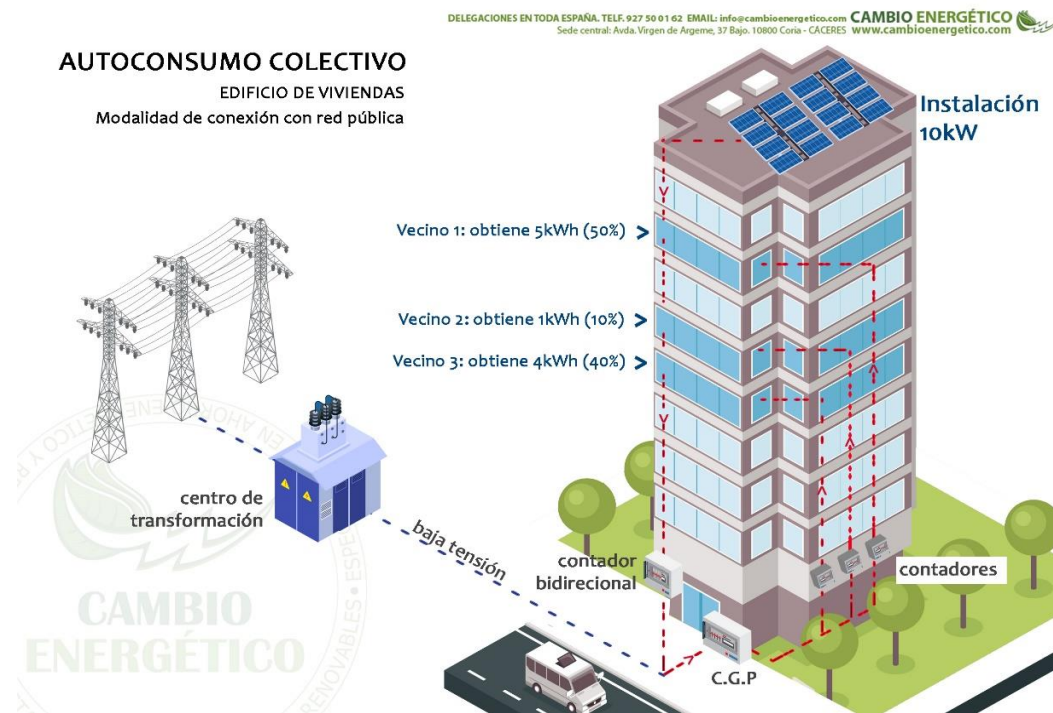 DELEGACIONES EN TODA ESPAÑA. TELF. 927 50 01 62 EMAIL: info@cambioenergetico.com CAMBIO ENERGÉTICO
Sede central: Avda. Virgen de Argeme, 37 Bajo. 10800 Coria - CÁCERES www.cambioenergetico.com
AUTOCONSUMO COLECTIVO
EDIFICIO DE VIVIENDAS
Modalidad de conexión con red pública
Instalación
10kW
Vecino 1: obtiene 5kWh (50%) >
Vecino 2: obtiene 1kWh (10%) >
Vecino 3: obtiene 4kWh (40%) >
centro de
transformación
baja tensión
contador
bidirecional
contadores
C.G.P
CAMBIO
ENERGÉTICO
RENOVABLES